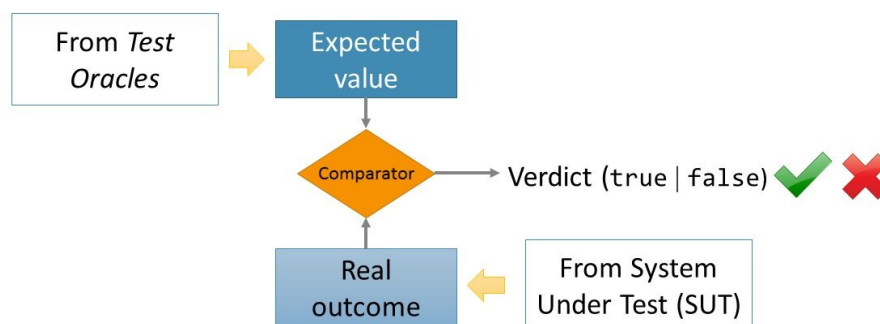 From Test
Oracles
Expected
value
Comparator
Verdict (true | false)
Real
outcome
From System
Under Test (SUT)